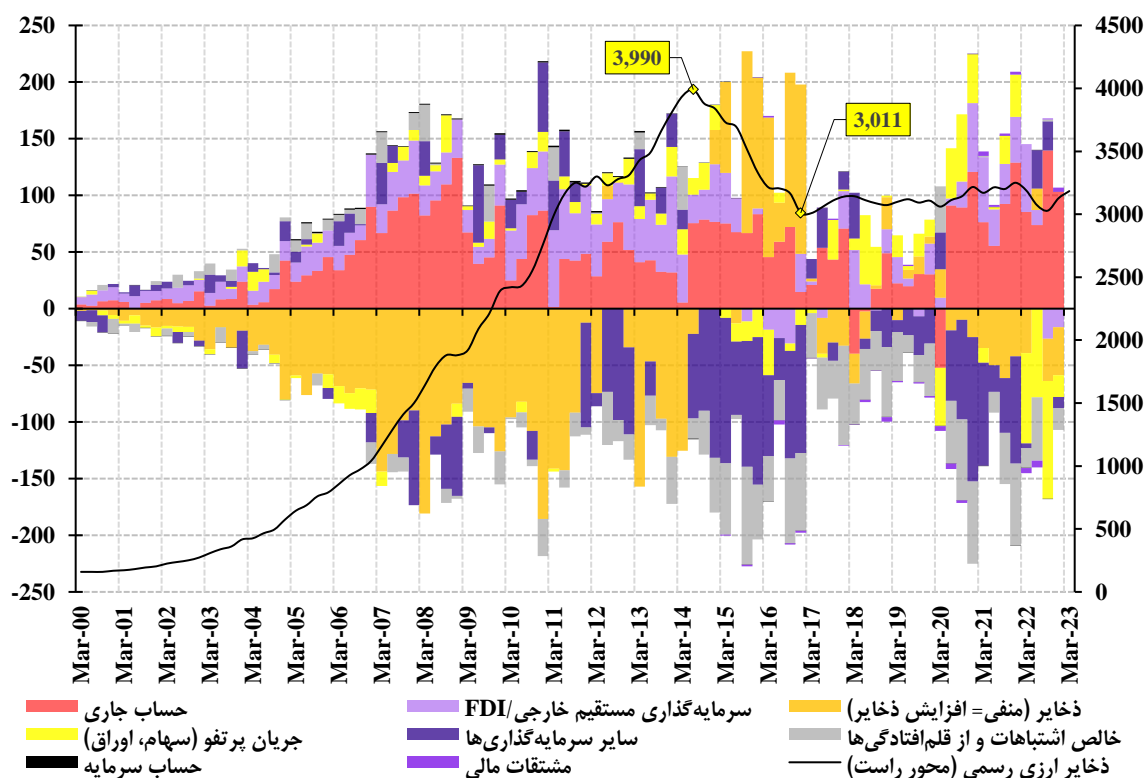 250
200
150
100
50
0
-50
-100
-150
-200
-250
4500
4000
3500
3000
2500
2000
1500
1000
500
0
3,990
3,011
Mar-00
Mar-01
Mar-02
Mar-03
Mar-04
Mar-05
Mar-06
Mar-07
Mar-08
Mar-09
Mar-10
Mar-11
Mar-12
Mar-13
Mar-14
Mar-15
Mar-16
Mar-17
Mar-18
Mar-19
Mar-20
Mar-21
Mar-22
Mar-23
ذخایر (منفی= افزایش ذخایر)
سرمایه‌گذاری مستقیم خارجی/FDI
حساب جاری
خالص اشتباهات و از قلم‌افتادگی‌ها
سایر سرمایه‌گذاری‌ها
جریان پرتفو (سهام، اوراق)
ذخایر ارزی رسمی (محور راست)
مشتقات مالی
حساب سرمایه